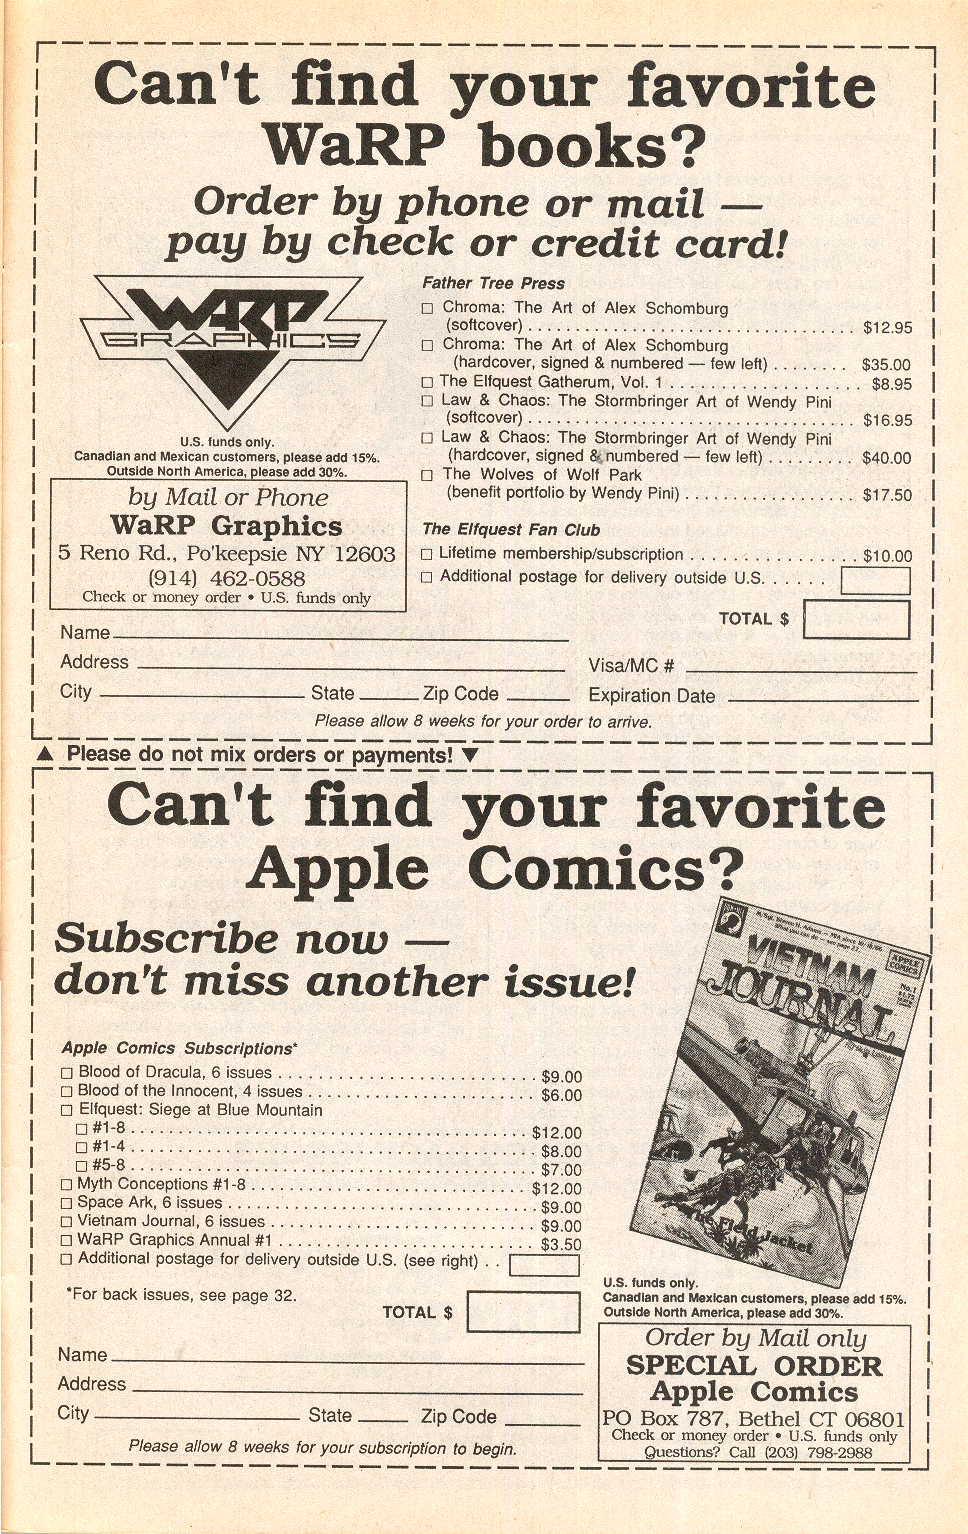 Can't find your favorite
WaRP books?
Order by phone or mail —
pay by check or credit card!
WARP
GRAPHICS
U.S. funds only.
Canadian and Mexican customers, please add 15%.
Outside North America, please add 30%.
by Mail or Phone
WaRP Graphics
5 Reno Rd., Po'keepsie NY 12603
(914) 462-0588
Check or money order • U.S. funds only
Father Tree Press
☐ Chroma: The Art of Alex Schomburg
(softcover) . . . . . . . . . . $12.95
☐ Chroma: The Art of Alex Schomburg
(hardcover, signed & numbered — few left) . . . . . . . . $35.00
☐ The Elfquest Gatherum, Vol. 1 . . . . . . . . . . $8.95
☐ Law & Chaos: The Stormbringer Art of Wendy Pini
(softcover) . . . . . . . . . . $16.95
☐ Law & Chaos: The Stormbringer Art of Wendy Pini
(hardcover, signed & numbered — few left) . . . . . . . . . $40.00
☐ The Wolves of Wolf Park
(benefit portfolio by Wendy Pini) . . . . . . . . . . $17.50
The Elfquest Fan Club
☐ Lifetime membership/subscription . . . . . . . . . . $10.00
☐ Additional postage for delivery outside U.S. . . . . . .
TOTAL $
Name
Address
Visa/MC #
City State Zip Code Expiration Date
Please allow 8 weeks for your order to arrive.
▲ Please do not mix orders or payments! ▼
Can't find your favorite
Apple Comics?
Subscribe now —
don't miss another issue!
Apple Comics Subscriptions*
☐ Blood of Dracula, 6 issues . . . . . . . . . . $9.00
☐ Blood of the Innocent, 4 issues . . . . . . . . . . $6.00
☐ Elfquest: Siege at Blue Mountain
☐ #1-8 . . . . . . . . . . $12.00
☐ #1-4 . . . . . . . . . . $8.00
☐ #5-8 . . . . . . . . . . $7.00
☐ Myth Conceptions #1-8 . . . . . . . . . . $12.00
☐ Space Ark, 6 issues . . . . . . . . . . $9.00
☐ Vietnam Journal, 6 issues . . . . . . . . . . $9.00
☐ WaRP Graphics Annual #1 . . . . . . . . . . $3.50
☐ Additional postage for delivery outside U.S. (see right) . .
*For back issues, see page 32.
TOTAL $
Name
Address
City State Zip Code
Please allow 8 weeks for your subscription to begin.
VIETNAM
JOURNAL
APPLE
COMICS
No. 1
The Field Jacket
U.S. funds only.
Canadian and Mexican customers, please add 15%.
Outside North America, please add 30%.
Order by Mail only
SPECIAL ORDER
Apple Comics
PO Box 787, Bethel CT 06801
Check or money order • U.S. funds only
Questions? Call (203) 798-2988